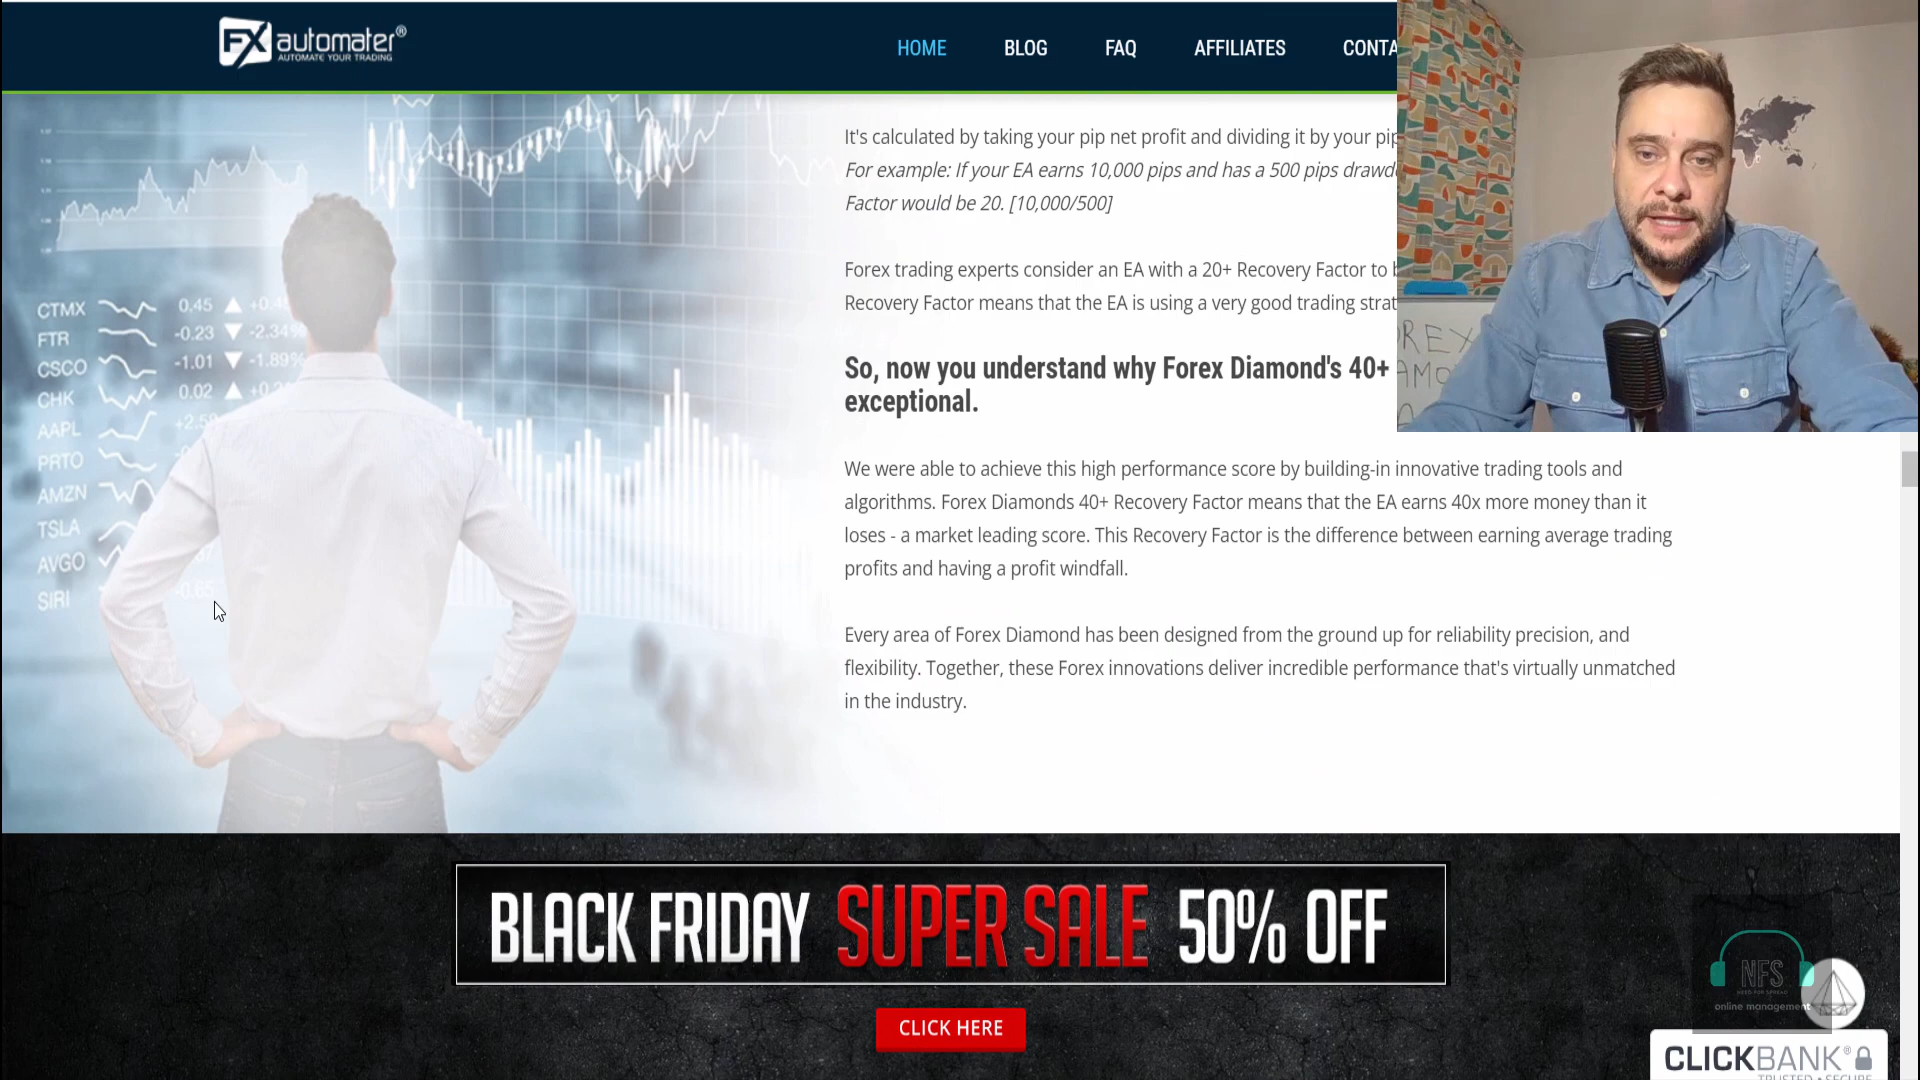 FX automater®
AUTOMATE YOUR TRADING
HOME
BLOG
FAQ
AFFILIATES
CONTA
It's calculated by taking your pip net profit and dividing it by your pip
For example: If your EA earns 10,000 pips and has a 500 pips drawd
Factor would be 20. [10,000/500]
Forex trading experts consider an EA with a 20+ Recovery Factor to b
Recovery Factor means that the EA is using a very good trading strat
So, now you understand why Forex Diamond's 40+
exceptional.
We were able to achieve this high performance score by building-in innovative trading tools and
algorithms. Forex Diamonds 40+ Recovery Factor means that the EA earns 40x more money than it
loses - a market leading score. This Recovery Factor is the difference between earning average trading
profits and having a profit windfall.
Every area of Forex Diamond has been designed from the ground up for reliability precision, and
flexibility. Together, these Forex innovations deliver incredible performance that's virtually unmatched
in the industry.
CTMX 0.45 ▲
FTR -0.23 ▼ -2.34%
CSCO -1.01 ▼ -1.89%
CHK 0.02 ▲
AAPL
PRTO
AMZN
TSLA
AVGO
SIRI
BLACK FRIDAY SUPER SALE 50% OFF
CLICK HERE
NFS
NEED FOR SPREAD
online management
CLICKBANK®
TRUSTED • SECURE